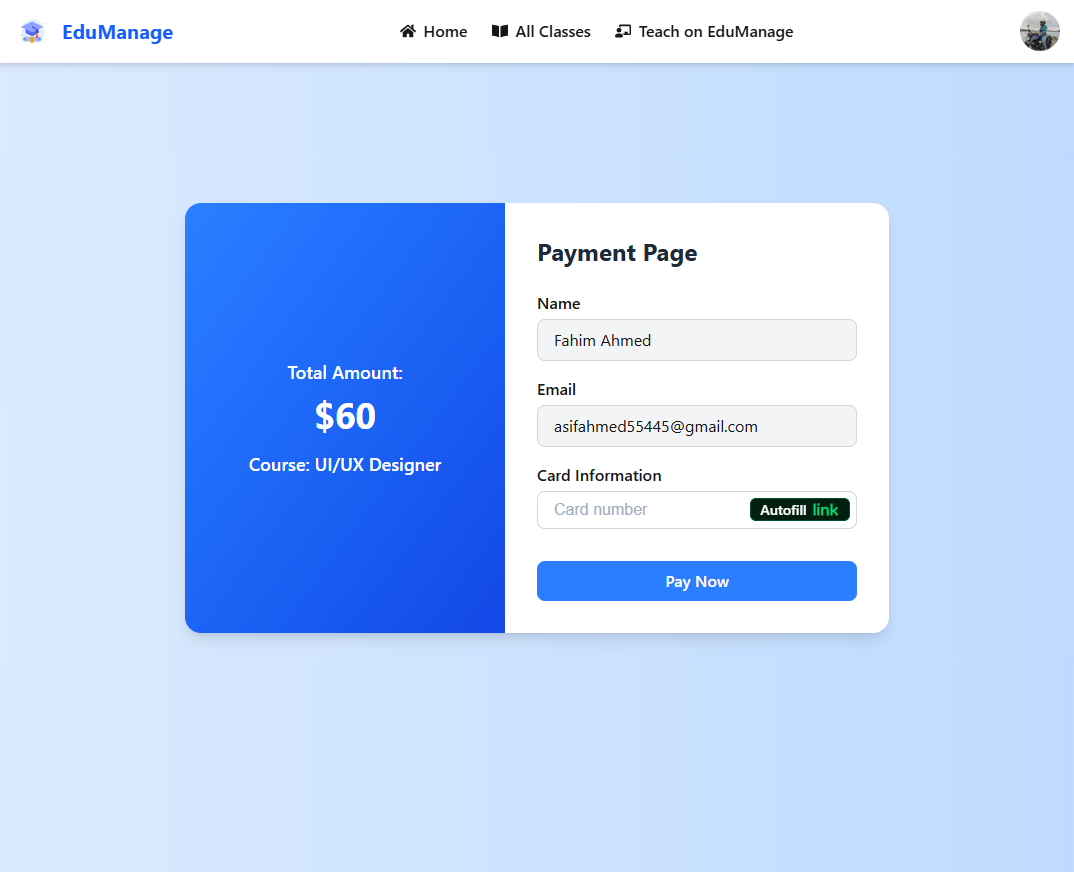 EduManage
Home
All Classes
Teach on EduManage
Total Amount:
$60
Course: UI/UX Designer
Payment Page
Name
Fahim Ahmed
Email
asifahmed55445@gmail.com
Card Information
Card number
Autofill link
Pay Now